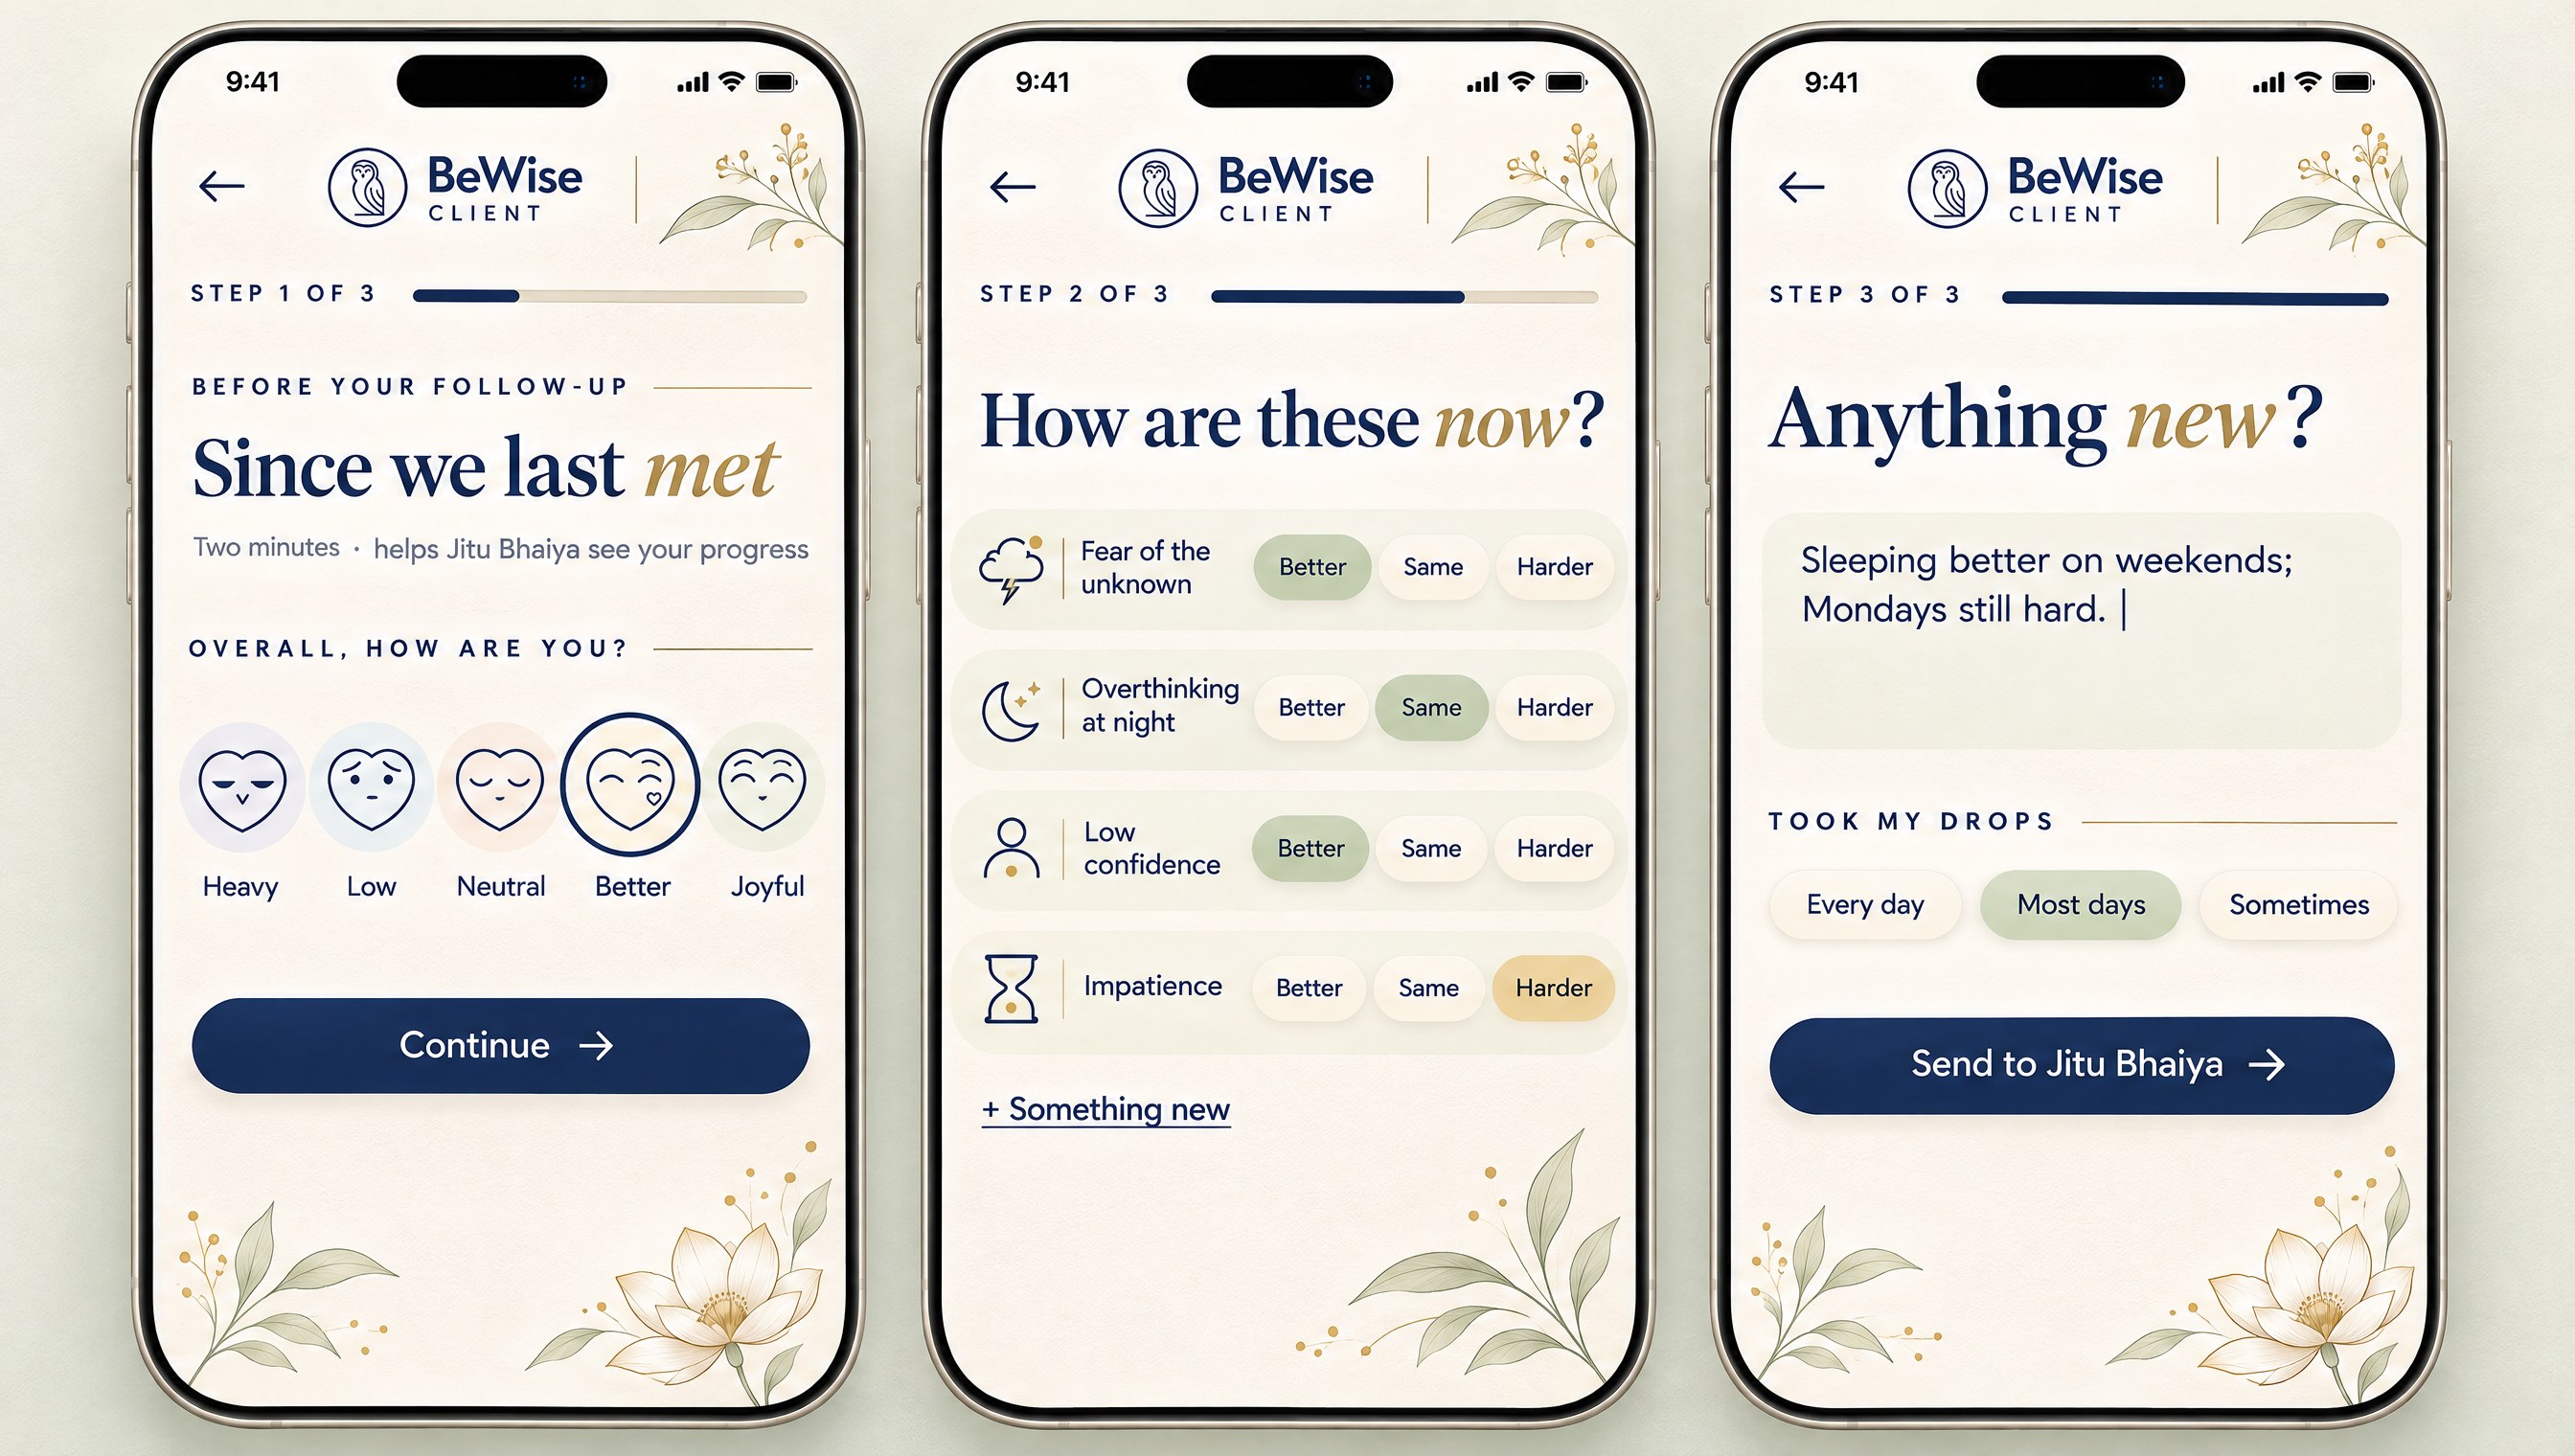 9:41
BeWise
CLIENT
STEP 1 OF 3
BEFORE YOUR FOLLOW-UP
Since we last met
Two minutes · helps Jitu Bhaiya see your progress
OVERALL, HOW ARE YOU?
Heavy Low Neutral Better Joyful
Continue →
9:41
BeWise
CLIENT
STEP 2 OF 3
How are these now?
Fear of the
unknown
Better Same Harder
Overthinking
at night
Better Same Harder
Low
confidence
Better Same Harder
Impatience
Better Same Harder
+ Something new
9:41
BeWise
CLIENT
STEP 3 OF 3
Anything new?
Sleeping better on weekends;
Mondays still hard.
TOOK MY DROPS
Every day Most days Sometimes
Send to Jitu Bhaiya →